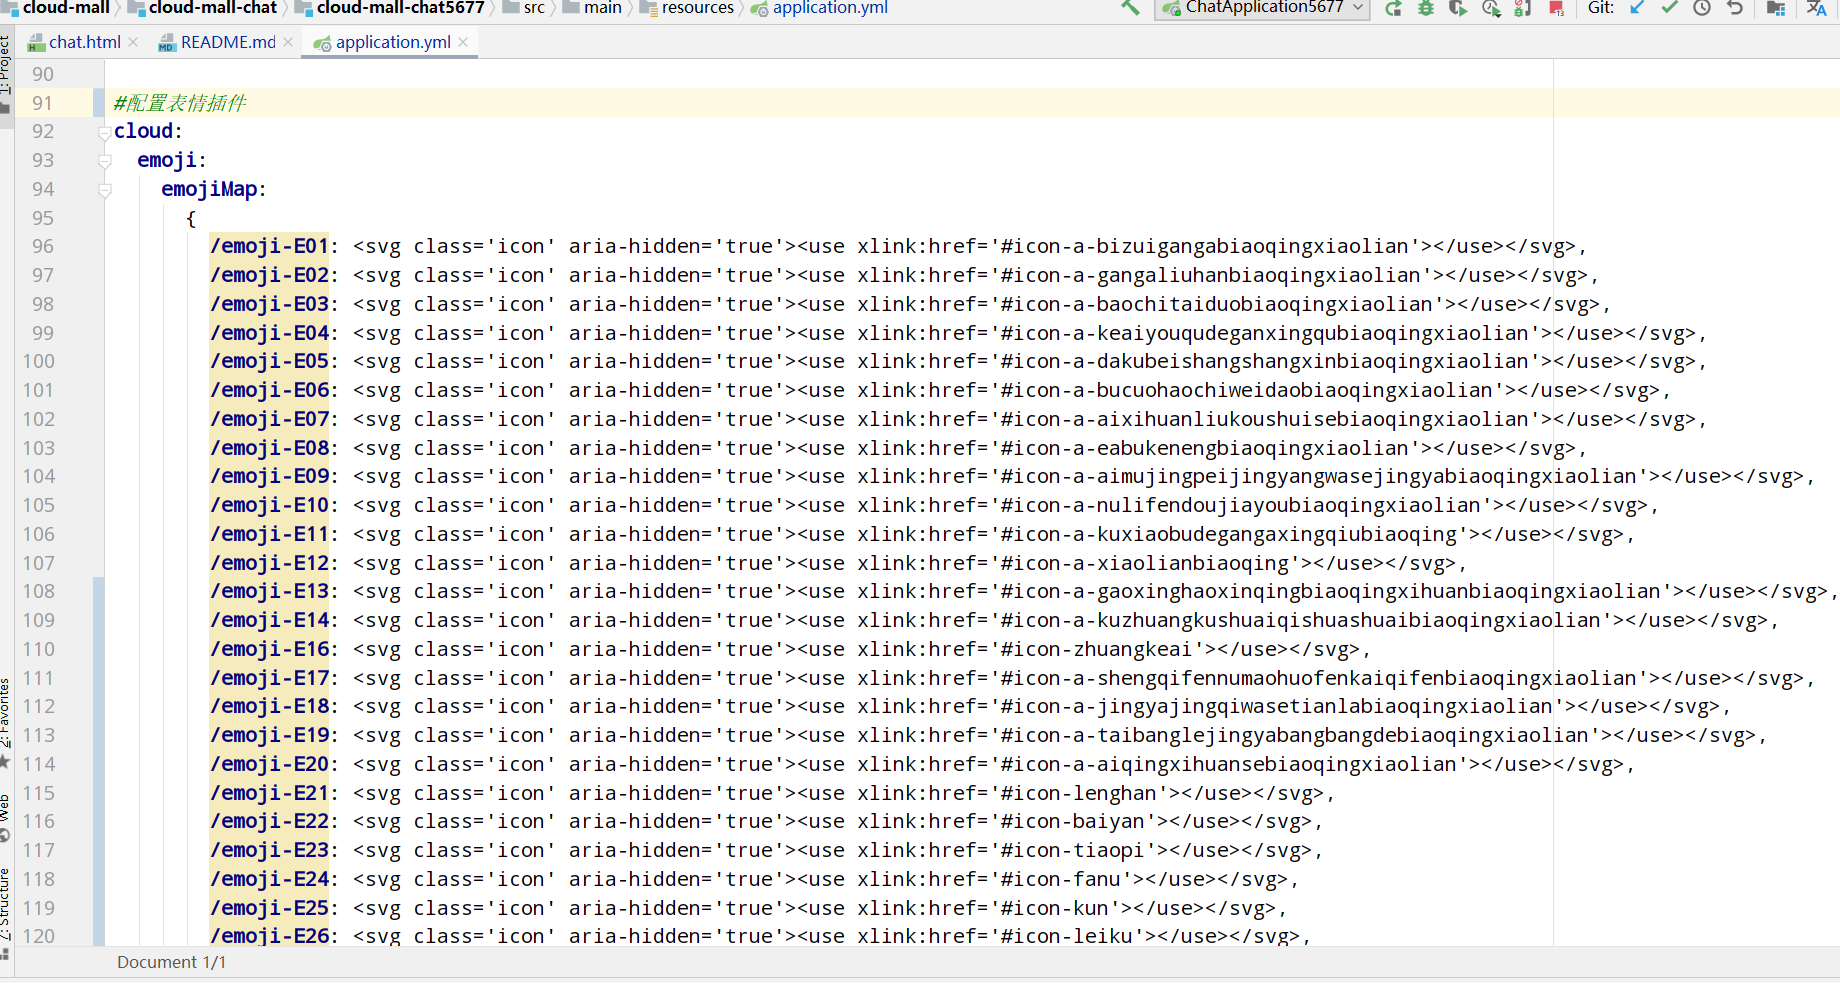 cloud-mall cloud-mall-chat cloud-mall-chat5677 src main resources application.yml ChatApplication5677 Git:
chat.html README.md application.yml
1: Project
90
91 #配置表情插件
92 cloud:
93 emoji:
94 emojiMap:
95 {
96 /emoji-E01: <svg class='icon' aria-hidden='true'><use xlink:href='#icon-a-bizuigangabiaoqingxiaolian'></use></svg>,
97 /emoji-E02: <svg class='icon' aria-hidden='true'><use xlink:href='#icon-a-gangaliuhanbiaoqingxiaolian'></use></svg>,
98 /emoji-E03: <svg class='icon' aria-hidden='true'><use xlink:href='#icon-a-baochitaiduobiaoqingxiaolian'></use></svg>,
99 /emoji-E04: <svg class='icon' aria-hidden='true'><use xlink:href='#icon-a-keaiyouqudeganxingqubiaoqingxiaolian'></use></svg>,
100 /emoji-E05: <svg class='icon' aria-hidden='true'><use xlink:href='#icon-a-dakubeishangshangxinbiaoqingxiaolian'></use></svg>,
101 /emoji-E06: <svg class='icon' aria-hidden='true'><use xlink:href='#icon-a-bucuohaochiweidaobiaoqingxiaolian'></use></svg>,
102 /emoji-E07: <svg class='icon' aria-hidden='true'><use xlink:href='#icon-a-aixihuanliukoushuisebiaoqingxiaolian'></use></svg>,
103 /emoji-E08: <svg class='icon' aria-hidden='true'><use xlink:href='#icon-a-eabukenengbiaoqingxiaolian'></use></svg>,
104 /emoji-E09: <svg class='icon' aria-hidden='true'><use xlink:href='#icon-a-aimujingpeijingyangwasejingyabiaoqingxiaolian'></use></svg>,
105 /emoji-E10: <svg class='icon' aria-hidden='true'><use xlink:href='#icon-a-nulifendoujiayoubiaoqingxiaolian'></use></svg>,
106 /emoji-E11: <svg class='icon' aria-hidden='true'><use xlink:href='#icon-a-kuxiaobudegangaxingqiubiaoqing'></use></svg>,
107 /emoji-E12: <svg class='icon' aria-hidden='true'><use xlink:href='#icon-a-xiaolianbiaoqing'></use></svg>,
108 /emoji-E13: <svg class='icon' aria-hidden='true'><use xlink:href='#icon-a-gaoxinghaoxinqingbiaoqingxihuanbiaoqingxiaolian'></use></svg>,
109 /emoji-E14: <svg class='icon' aria-hidden='true'><use xlink:href='#icon-a-kuzhuangkushuaiqishuashuaibiaoqingxiaolian'></use></svg>,
110 /emoji-E16: <svg class='icon' aria-hidden='true'><use xlink:href='#icon-zhuangkeai'></use></svg>,
111 /emoji-E17: <svg class='icon' aria-hidden='true'><use xlink:href='#icon-a-shengqifennumaohuofenkaiqifenbiaoqingxiaolian'></use></svg>,
112 /emoji-E18: <svg class='icon' aria-hidden='true'><use xlink:href='#icon-a-jingyajingqiwasetianlabiaoqingxiaolian'></use></svg>,
113 /emoji-E19: <svg class='icon' aria-hidden='true'><use xlink:href='#icon-a-taibanglejingyabangbangdebiaoqingxiaolian'></use></svg>,
114 /emoji-E20: <svg class='icon' aria-hidden='true'><use xlink:href='#icon-a-aiqingxihuansebiaoqingxiaolian'></use></svg>,
115 /emoji-E21: <svg class='icon' aria-hidden='true'><use xlink:href='#icon-lenghan'></use></svg>,
116 /emoji-E22: <svg class='icon' aria-hidden='true'><use xlink:href='#icon-baiyan'></use></svg>,
117 /emoji-E23: <svg class='icon' aria-hidden='true'><use xlink:href='#icon-tiaopi'></use></svg>,
118 /emoji-E24: <svg class='icon' aria-hidden='true'><use xlink:href='#icon-fanu'></use></svg>,
119 /emoji-E25: <svg class='icon' aria-hidden='true'><use xlink:href='#icon-kun'></use></svg>,
120 /emoji-E26: <svg class='icon' aria-hidden='true'><use xlink:href='#icon-leiku'></use></svg>,
2: Favorites
Web
7: Structure
Document 1/1